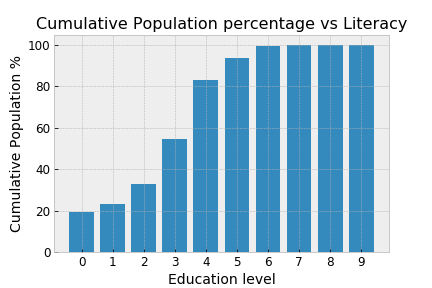 Cumulative Population percentage vs Literacy
100
80
60
40
20
0
Cumulative Population %
0 1 2 3 4 5 6 7 8 9
Education level